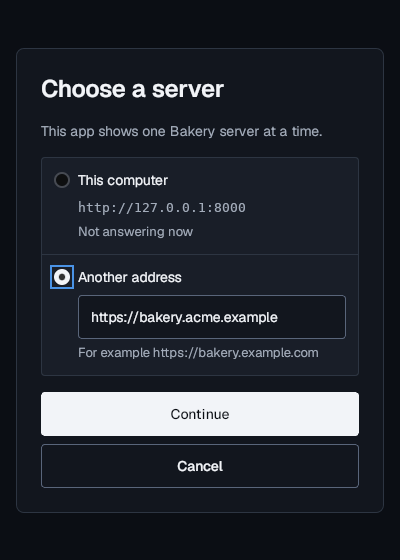 Choose a server
This app shows one Bakery server at a time.
This computer
http://127.0.0.1:8000
Not answering now
Another address
https://bakery.acme.example
For example https://bakery.example.com
Continue
Cancel